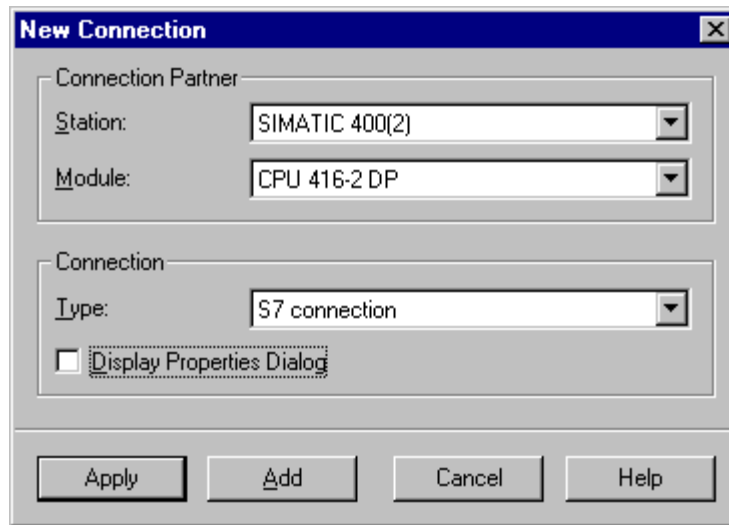 New Connection
Connection Partner
Station: SIMATIC 400(2)
Module: CPU 416-2 DP
Connection
Type: S7 connection
Display Properties Dialog
Apply Add Cancel Help